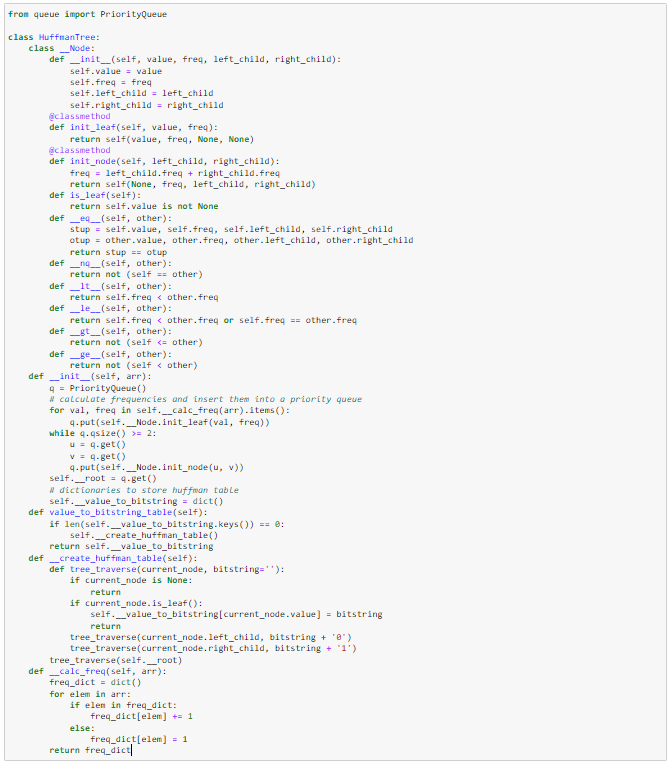 from queue import PriorityQueue
class HuffmanTree:
    class __Node:
        def __init__(self, value, freq, left_child, right_child):
            self.value = value
            self.freq = freq
            self.left_child = left_child
            self.right_child = right_child
        @classmethod
        def init_leaf(self, value, freq):
            return self(value, freq, None, None)
        @classmethod
        def init_node(self, left_child, right_child):
            freq = left_child.freq + right_child.freq
            return self(None, freq, left_child, right_child)
        def is_leaf(self):
            return self.value is not None
        def __eq__(self, other):
            stup = self.value, self.freq, self.left_child, self.right_child
            otup = other.value, other.freq, other.left_child, other.right_child
            return stup == otup
        def __nq__(self, other):
            return not (self == other)
        def __lt__(self, other):
            return self.freq < other.freq
        def __le__(self, other):
            return self.freq < other.freq or self.freq == other.freq
        def __gt__(self, other):
            return not (self <= other)
        def __ge__(self, other):
            return not (self < other)
    def __init__(self, arr):
        q = PriorityQueue()
        # calculate frequencies and insert them into a priority queue
        for val, freq in self.__calc_freq(arr).items():
            q.put(self.__Node.init_leaf(val, freq))
        while q.qsize() >= 2:
            u = q.get()
            v = q.get()
            q.put(self.__Node.init_node(u, v))
        self.__root = q.get()
        # dictionaries to store huffman table
        self.__value_to_bitstring = dict()
    def value_to_bitstring_table(self):
        if len(self.__value_to_bitstring.keys()) == 0:
            self.__create_huffman_table()
        return self.__value_to_bitstring
    def __create_huffman_table(self):
        def tree_traverse(current_node, bitstring=''):
            if current_node is None:
                return
            if current_node.is_leaf():
                self.__value_to_bitstring[current_node.value] = bitstring
                return
            tree_traverse(current_node.left_child, bitstring + '0')
            tree_traverse(current_node.right_child, bitstring + '1')
        tree_traverse(self.__root)
    def __calc_freq(self, arr):
        freq_dict = dict()
        for elem in arr:
            if elem in freq_dict:
                freq_dict[elem] += 1
            else:
                freq_dict[elem] = 1
        return freq_dict